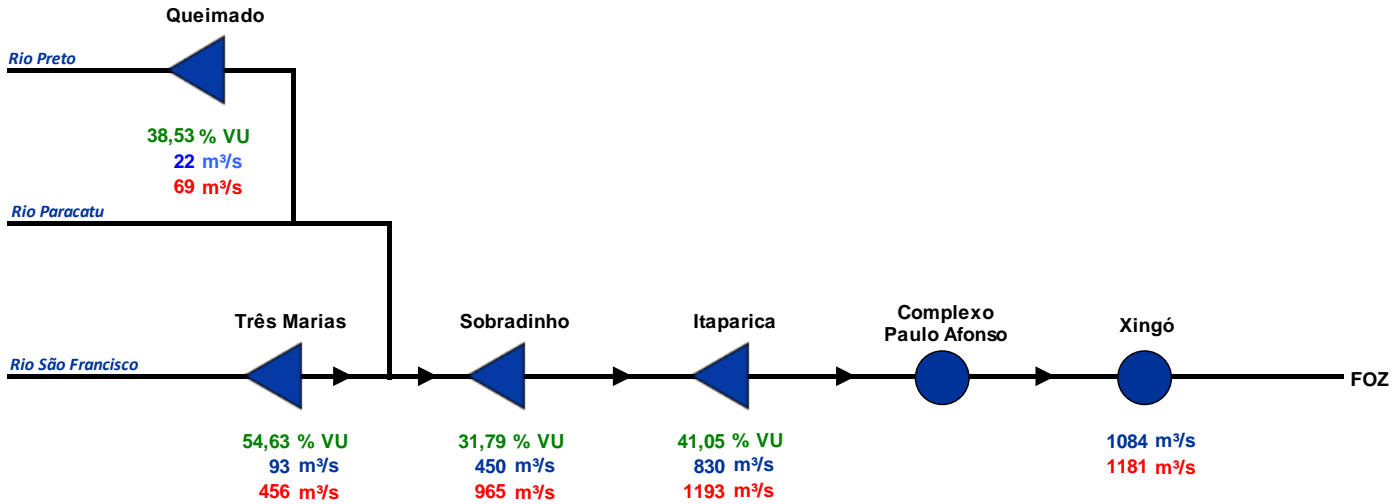 Queimado
Rio Preto
38,53 % VU
22 m³/s
69 m³/s
Rio Paracatu
Três Marias
Sobradinho
Itaparica
Complexo
Paulo Afonso
Xingó
Rio São Francisco
FOZ
54,63 % VU
93 m³/s
456 m³/s
31,79 % VU
450 m³/s
965 m³/s
41,05 % VU
830 m³/s
1193 m³/s
1084 m³/s
1181 m³/s